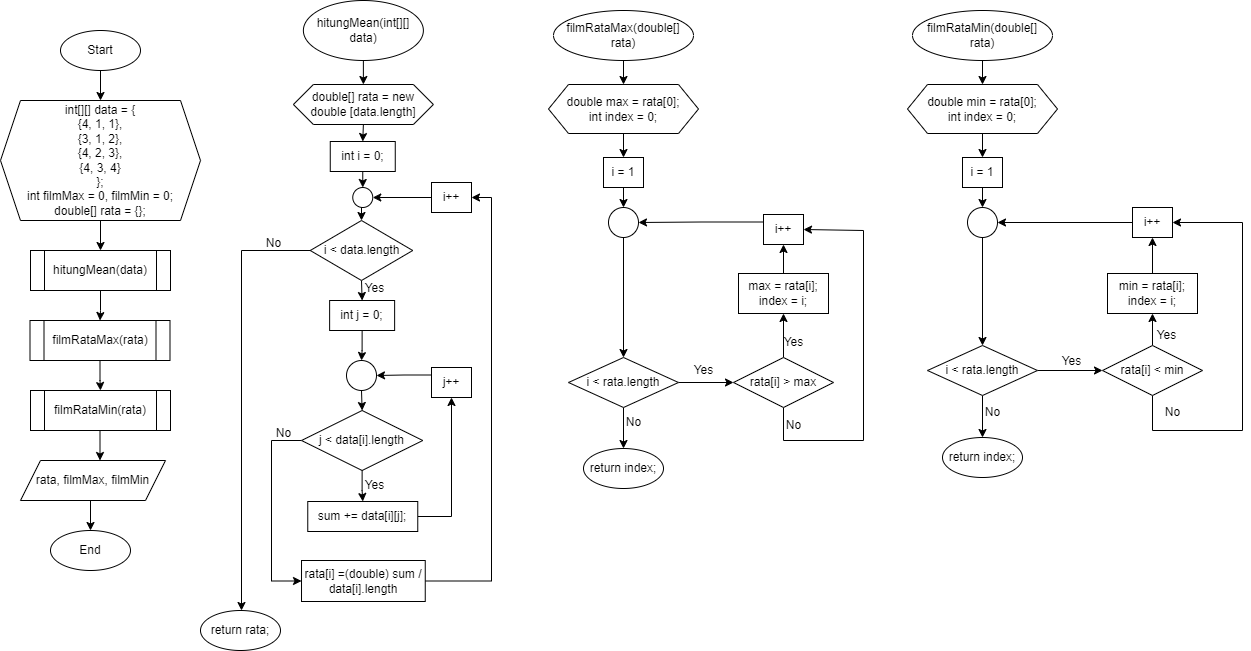 Start
int[][] data = {
{4, 1, 1},
{3, 1, 2},
{4, 2, 3},
{4, 3, 4}
};
int filmMax = 0, filmMin = 0;
double[] rata = {};
hitungMean(data)
filmRataMax(rata)
filmRataMin(rata)
rata, filmMax, filmMin
End
hitungMean(int[][]
data)
double[] rata = new
double [data.length]
int i = 0;
i++
i < data.length
No
Yes
int j = 0;
j++
j < data[i].length
No
Yes
sum += data[i][j];
rata[i] =(double) sum /
data[i].length
return rata;
filmRataMax(double[]
rata)
double max = rata[0];
int index = 0;
i = 1
i++
max = rata[i];
index = i;
Yes
i < rata.length
Yes
rata[i] > max
No
No
return index;
filmRataMin(double[]
rata)
double min = rata[0];
int index = 0;
i = 1
i++
min = rata[i];
index = i;
Yes
i < rata.length
Yes
rata[i] < min
No
No
return index;